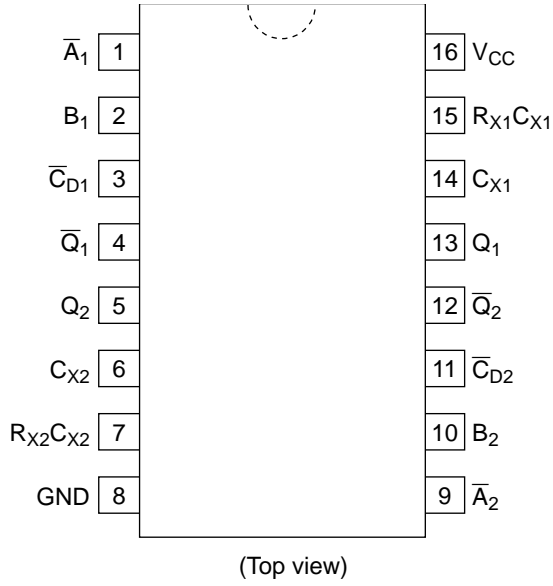 A̅1 1 16 VCC
B1 2 15 RX1CX1
C̅D1 3 14 CX1
Q̅1 4 13 Q1
Q2 5 12 Q̅2
CX2 6 11 C̅D2
RX2CX2 7 10 B2
GND 8 9 A̅2
(Top view)